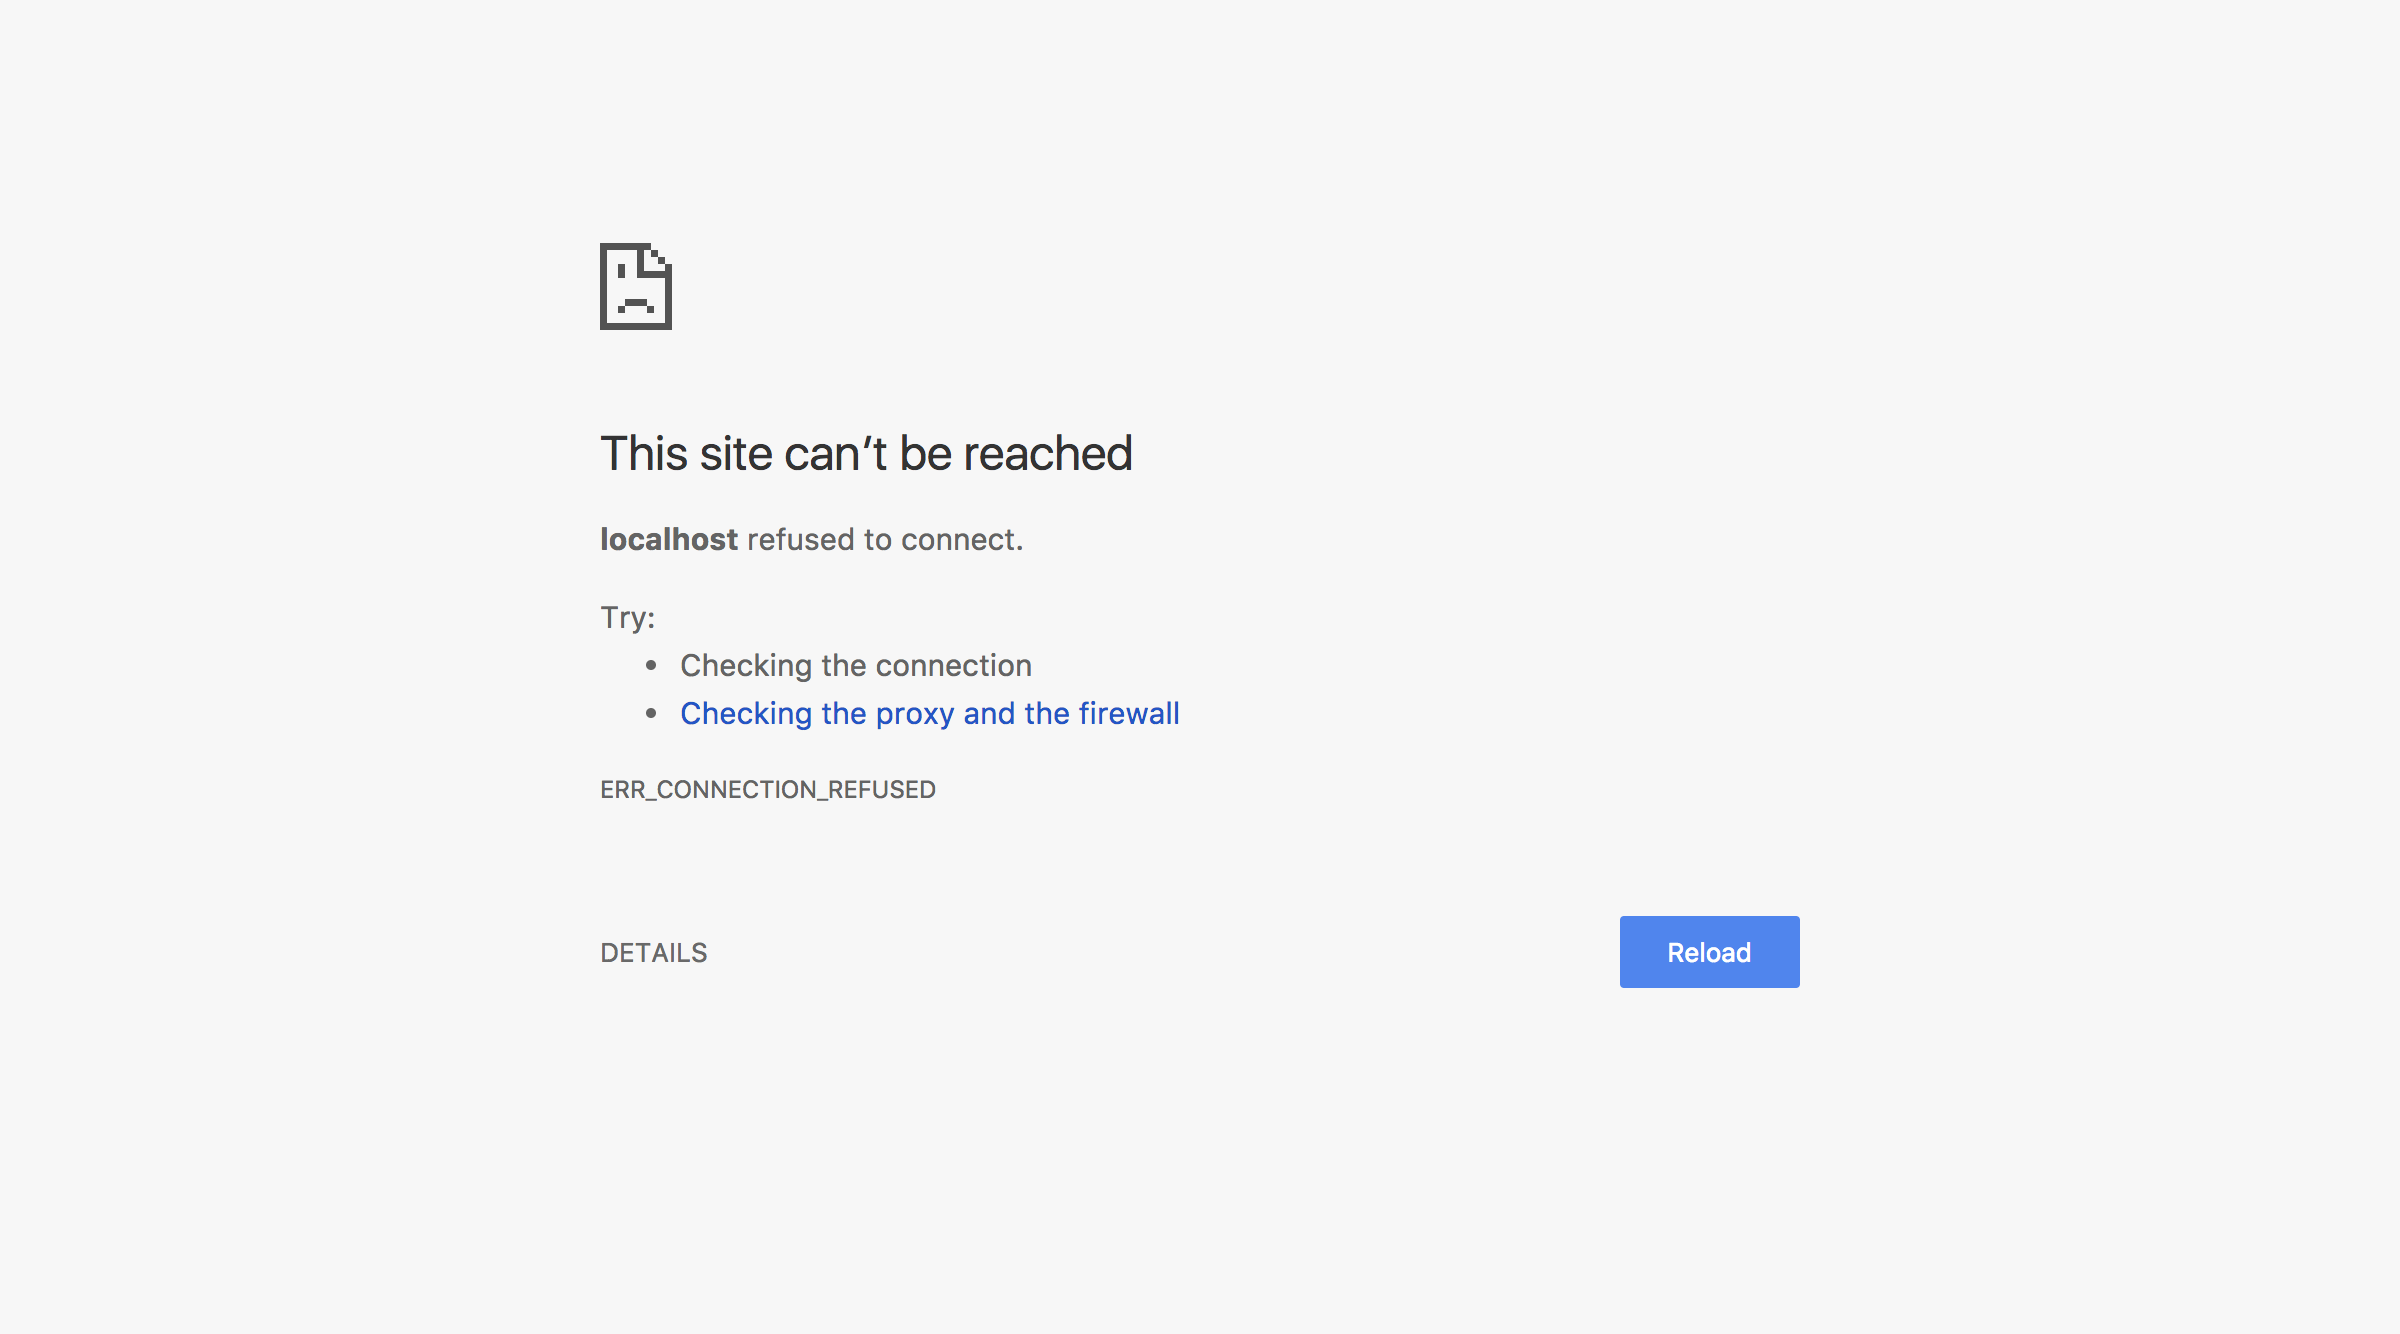 This site can’t be reached
localhost refused to connect.
Try:
• Checking the connection
• Checking the proxy and the firewall
ERR_CONNECTION_REFUSED
DETAILS
Reload